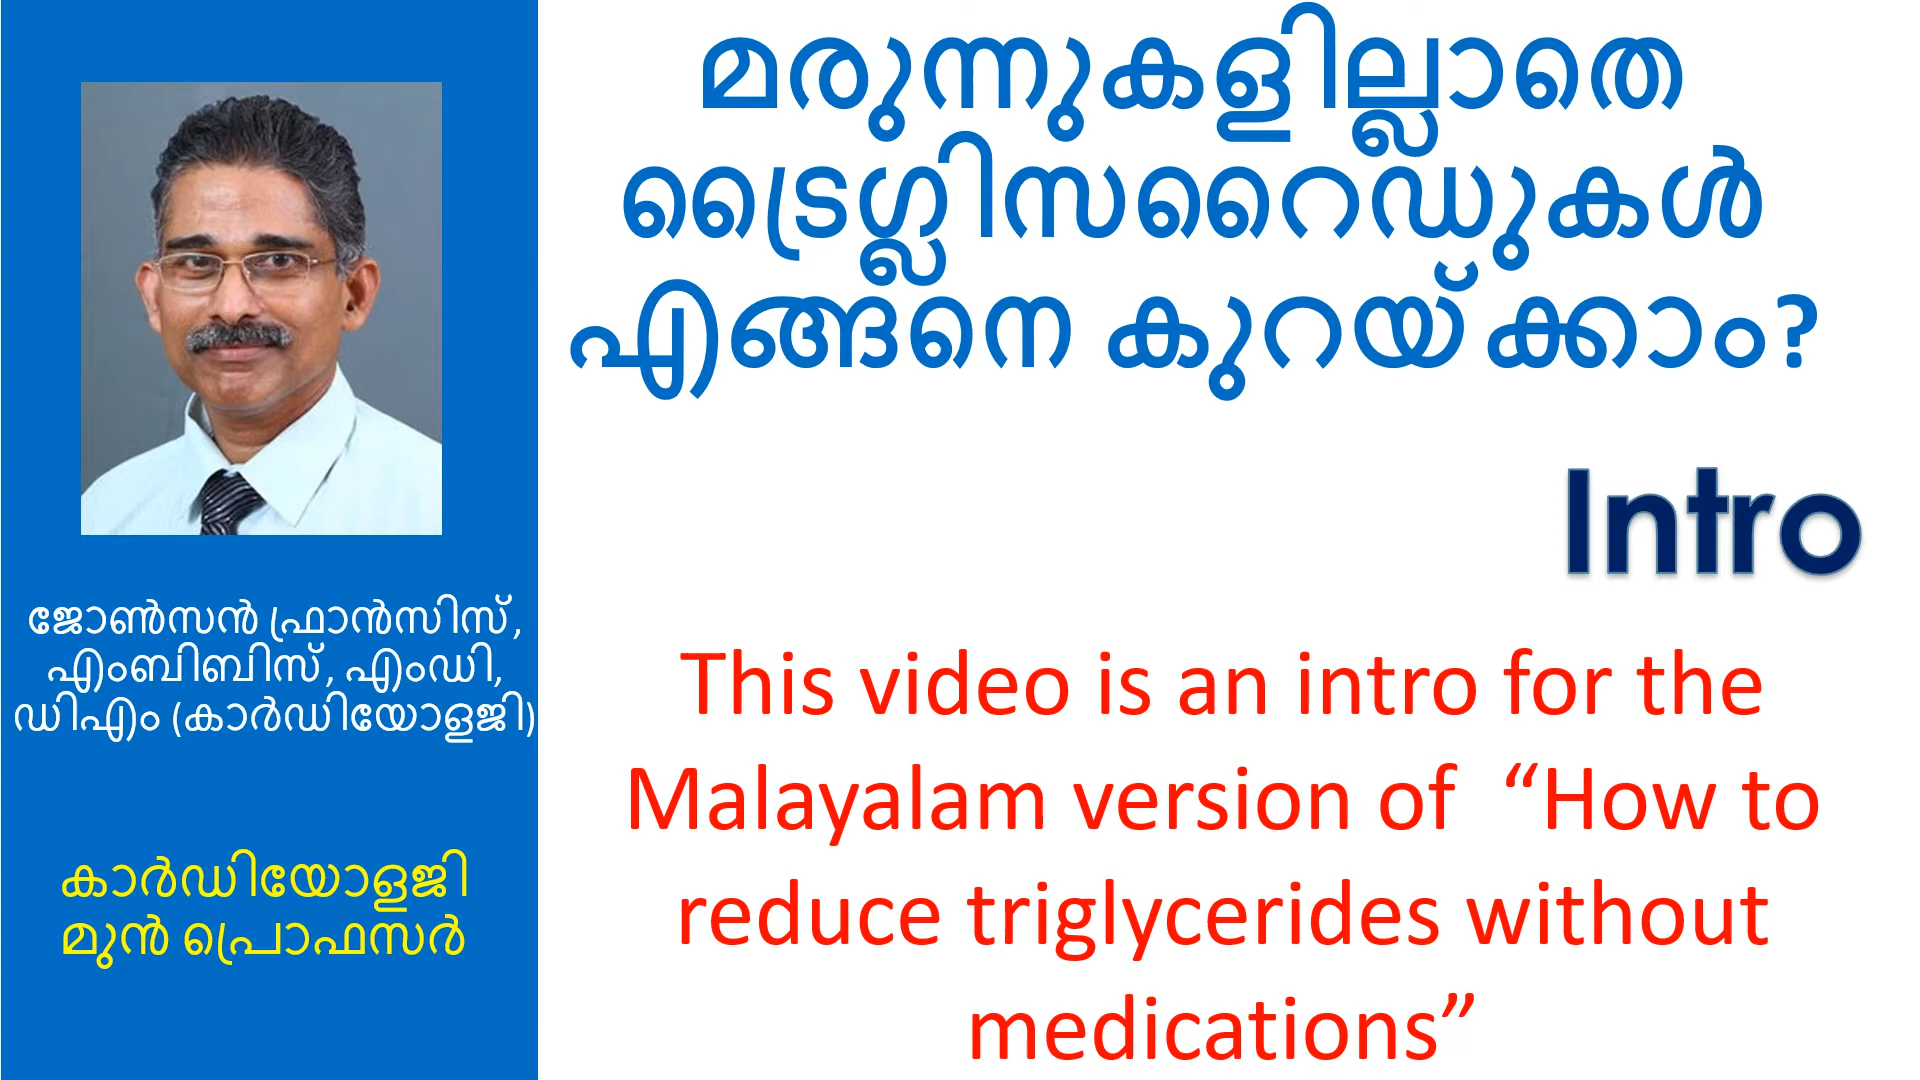 മരുന്നുകളില്ലാതെ
ട്രൈഗ്ലിസറൈഡുകൾ
എങ്ങനെ കുറയ്ക്കാം?
Intro
This video is an intro for the
Malayalam version of “How to
reduce triglycerides without
medications”
ജോൺസൻ ഫ്രാൻസിസ്,
എംബിബിസ്, എംഡി,
ഡിഎം (കാർഡിയോളജി)
കാർഡിയോളജി
മുൻ പ്രൊഫസർ